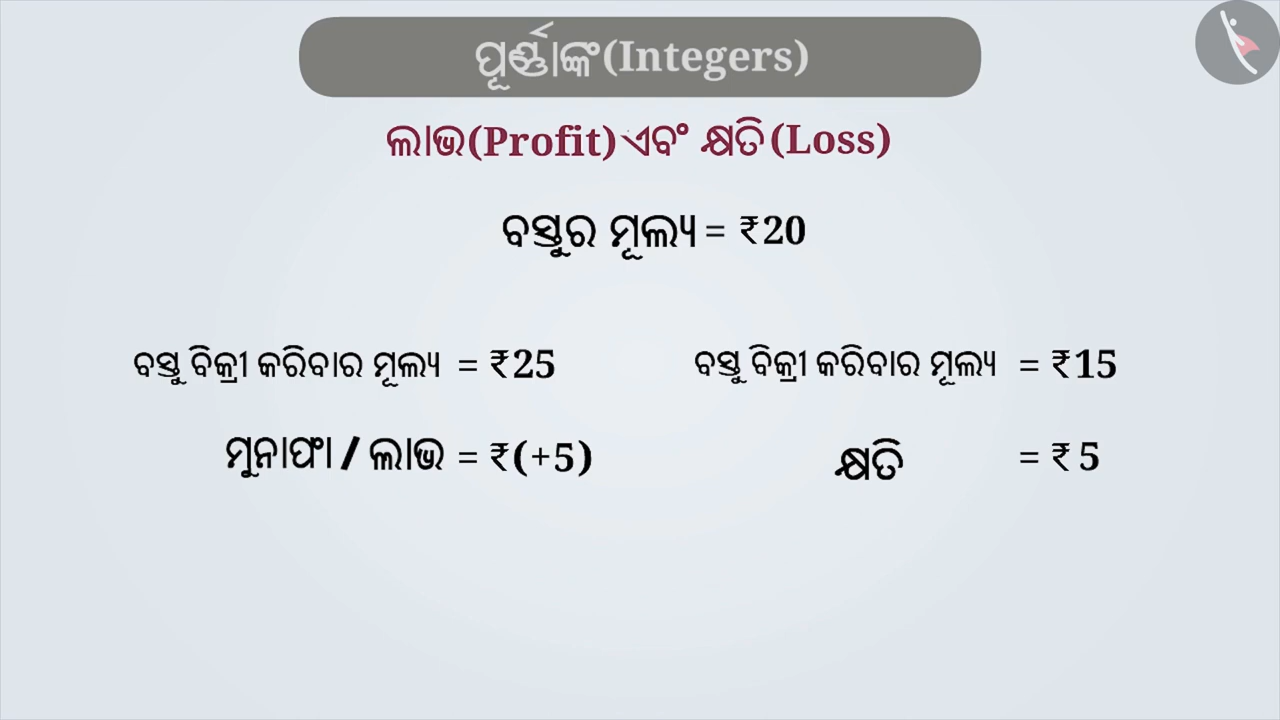 ପୂର୍ଣ୍ଣାଙ୍କ(Integers)
ଲାଭ(Profit)ଏବଂ କ୍ଷତି(Loss)
ବସ୍ତୁର ମୂଲ୍ୟ = ₹20
ବସ୍ତୁ ବିକ୍ରୀ କରିବାର ମୂଲ୍ୟ = ₹25
ବସ୍ତୁ ବିକ୍ରୀ କରିବାର ମୂଲ୍ୟ = ₹15
ମୁନାଫା / ଲାଭ = ₹(+5)
କ୍ଷତି = ₹ 5